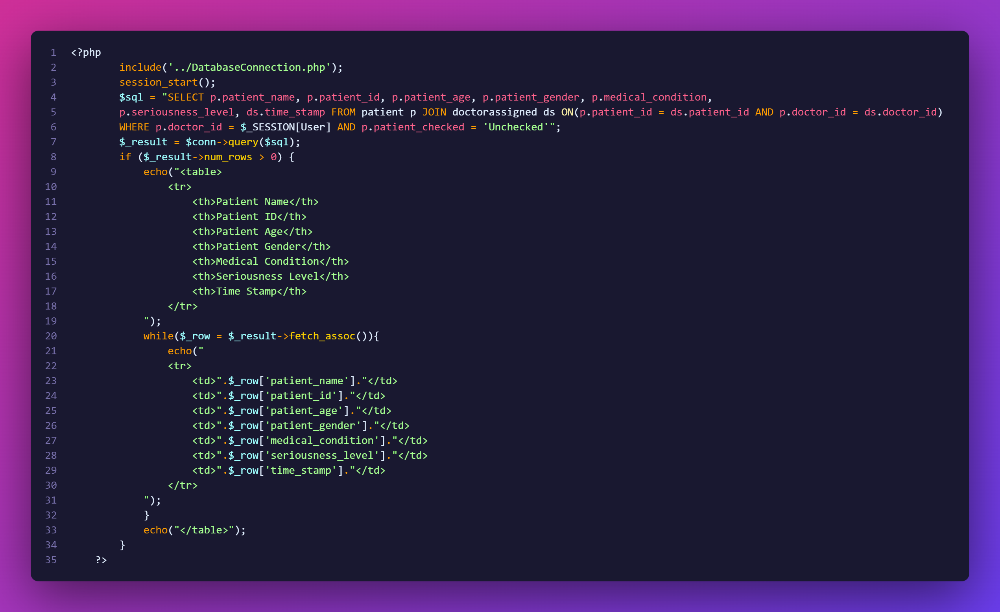 1 <?php
2         include('../DatabaseConnection.php');
3         session_start();
4         $sql = "SELECT p.patient_name, p.patient_id, p.patient_age, p.patient_gender, p.medical_condition,
5         p.seriousness_level, ds.time_stamp FROM patient p JOIN doctorassigned ds ON(p.patient_id = ds.patient_id AND p.doctor_id = ds.doctor_id)
6         WHERE p.doctor_id = $_SESSION[User] AND p.patient_checked = 'Unchecked'";
7         $_result = $conn->query($sql);
8         if ($_result->num_rows > 0) {
9             echo("<table>
10                 <tr>
11                     <th>Patient Name</th>
12                     <th>Patient ID</th>
13                     <th>Patient Age</th>
14                     <th>Patient Gender</th>
15                     <th>Medical Condition</th>
16                     <th>Seriousness Level</th>
17                     <th>Time Stamp</th>
18                 </tr>
19             ");
20             while($_row = $_result->fetch_assoc()){
21                 echo("
22                 <tr>
23                     <td>".$_row['patient_name']."</td>
24                     <td>".$_row['patient_id']."</td>
25                     <td>".$_row['patient_age']."</td>
26                     <td>".$_row['patient_gender']."</td>
27                     <td>".$_row['medical_condition']."</td>
28                     <td>".$_row['seriousness_level']."</td>
29                     <td>".$_row['time_stamp']."</td>
30                 </tr>
31             ");
32             }
33             echo("</table>");
34         }
35     ?>